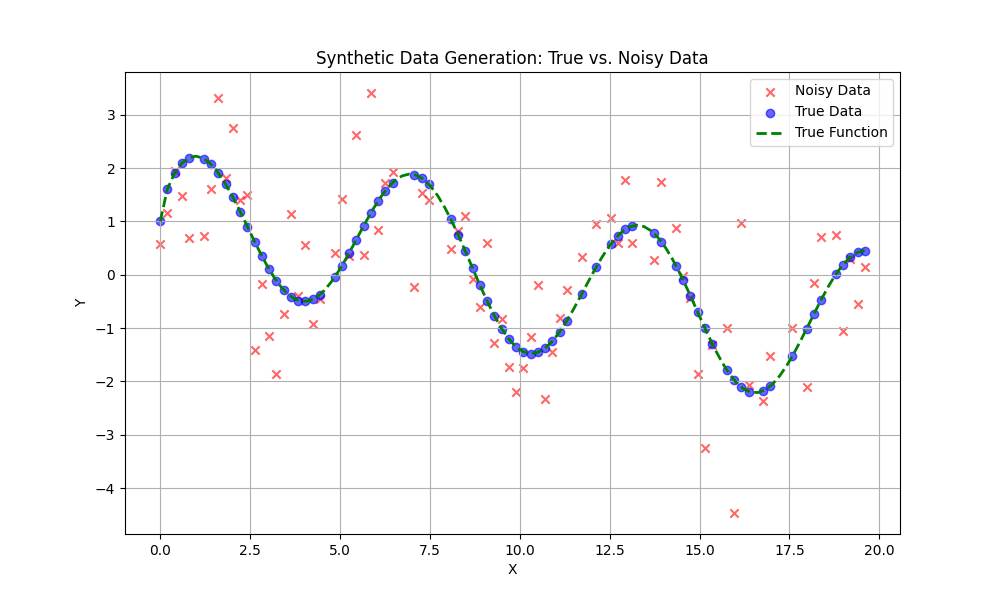 Synthetic Data Generation: True vs. Noisy Data
Noisy Data
True Data
True Function
3
2
1
0
−1
−2
−3
−4
Y
0.0 2.5 5.0 7.5 10.0 12.5 15.0 17.5 20.0
X